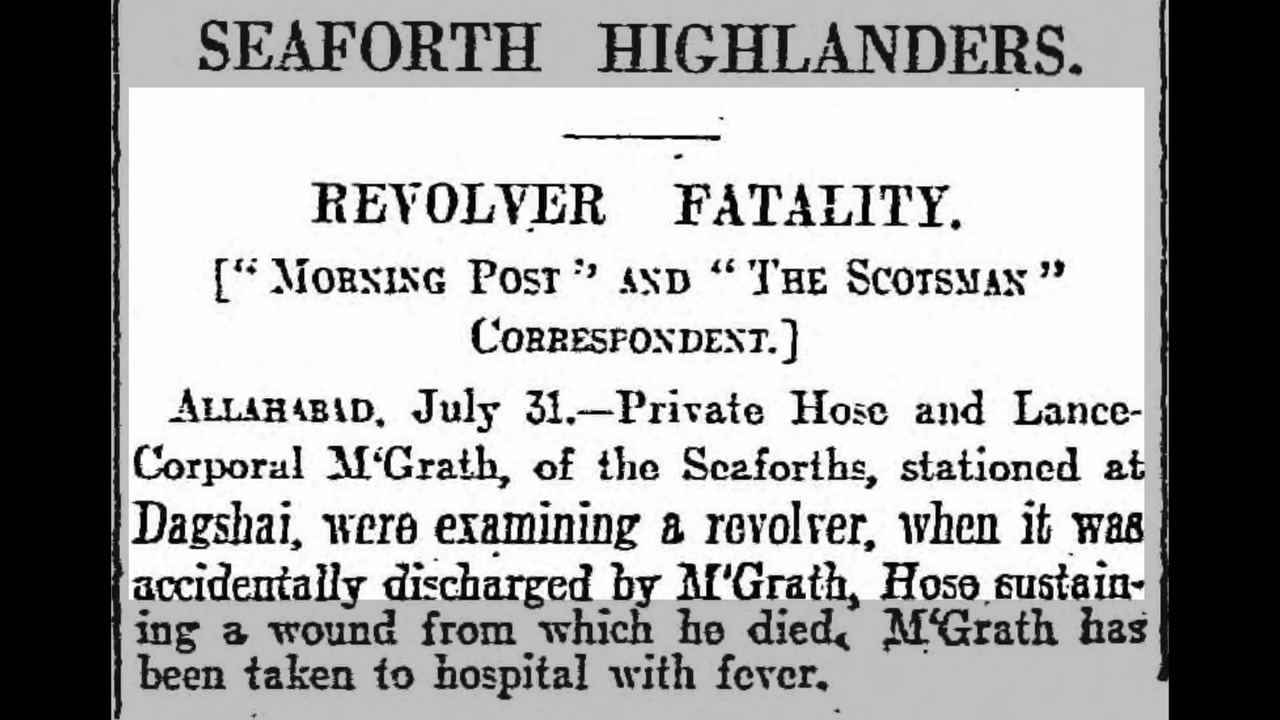 SEAFORTH HIGHLANDERS.
REVOLVER FATALITY.
["MORNING POST" AND "THE SCOTSMAN"
CORRESPONDENT.]
ALLAHABAD, July 31.—Private Hose and Lance-
Corporal M'Grath, of the Seaforths, stationed at
Dagshai, were examining a revolver, when it was
accidentally discharged by M'Grath, Hose sustain-
ing a wound from which he died. M'Grath has
been taken to hospital with fever.